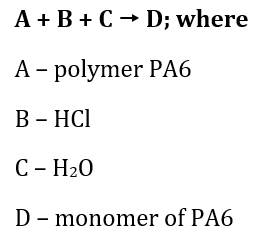 A + B + C → D; where
A – polymer PA6
B – HCl
C – H₂O
D – monomer of PA6